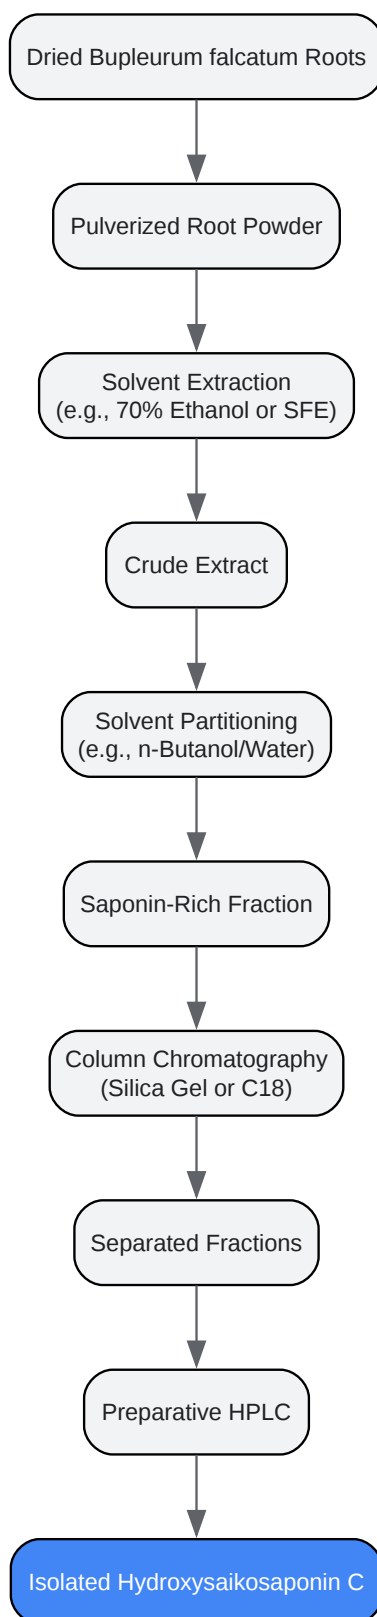 Dried Bupleurum falcatum Roots
Pulverized Root Powder
Solvent Extraction
(e.g., 70% Ethanol or SFE)
Crude Extract
Solvent Partitioning
(e.g., n-Butanol/Water)
Saponin-Rich Fraction
Column Chromatography
(Silica Gel or C18)
Separated Fractions
Preparative HPLC
Isolated Hydroxysaikosaponin C